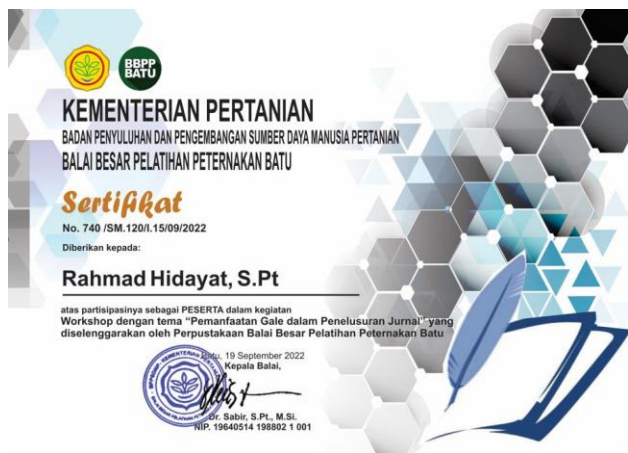 BBPP
BATU
KEMENTERIAN PERTANIAN
BADAN PENYULUHAN DAN PENGEMBANGAN SUMBER DAYA MANUSIA PERTANIAN
BALAI BESAR PELATIHAN PETERNAKAN BATU
Sertifikat
No. 740 /SM.120/I.15/09/2022
Diberikan kepada:
Rahmad Hidayat, S.Pt
atas partisipasinya sebagai PESERTA dalam kegiatan
Workshop dengan tema “Pemanfaatan Gale dalam Penelusuran Jurnal” yang
diselenggarakan oleh Perpustakaan Balai Besar Pelatihan Peternakan Batu
Batu, 19 September 2022
Kepala Balai,
Dr. Sabir, S.Pt., M.Si.
NIP. 19640514 198802 1 001